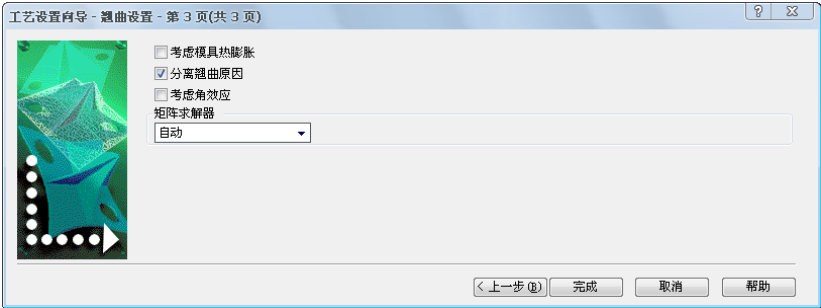 工艺设置向导 - 翘曲设置 - 第 3 页(共 3 页)
考虑模具热膨胀
分离翘曲原因
考虑角效应
矩阵求解器
自动
< 上一步(B) 完成 取消 帮助